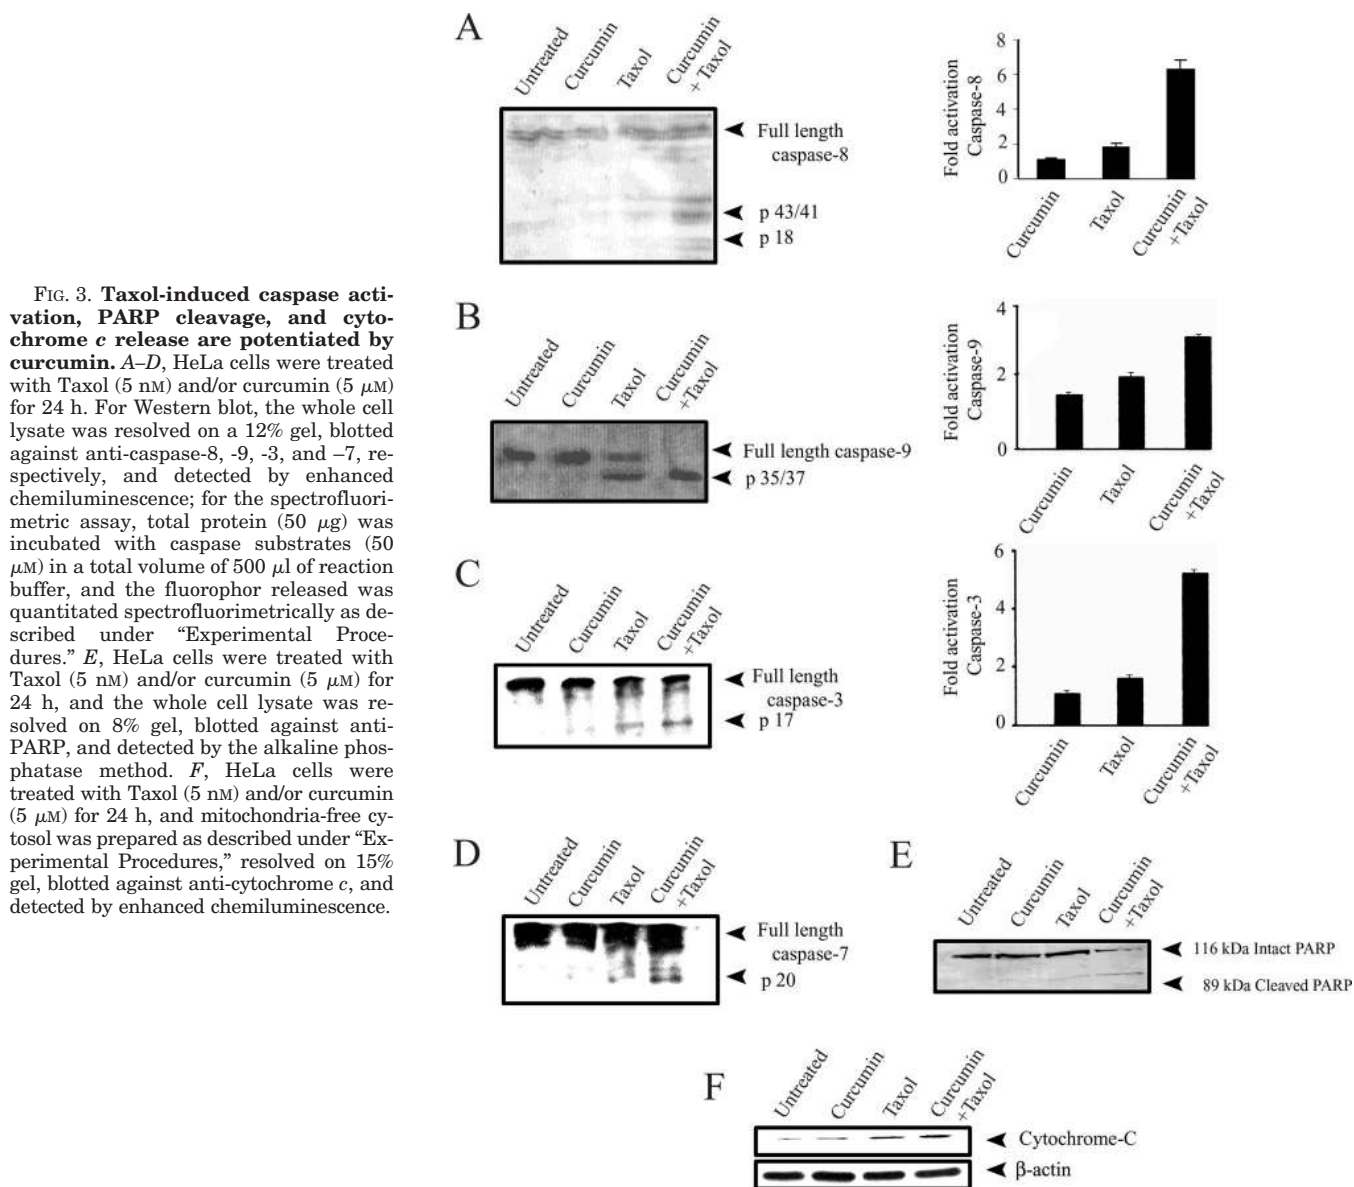 FIG. 3. Taxol-induced caspase acti-
vation, PARP cleavage, and cyto-
chrome c release are potentiated by
curcumin. A–D, HeLa cells were treated
with Taxol (5 nM) and/or curcumin (5 μM)
for 24 h. For Western blot, the whole cell
lysate was resolved on a 12% gel, blotted
against anti-caspase-8, -9, -3, and –7, re-
spectively, and detected by enhanced
chemiluminescence; for the spectrofluori-
metric assay, total protein (50 μg) was
incubated with caspase substrates (50
μM) in a total volume of 500 μl of reaction
buffer, and the fluorophor released was
quantitated spectrofluorimetrically as de-
scribed under “Experimental Proce-
dures.” E, HeLa cells were treated with
Taxol (5 nM) and/or curcumin (5 μM) for
24 h, and the whole cell lysate was re-
solved on 8% gel, blotted against anti-
PARP, and detected by the alkaline phos-
phatase method. F, HeLa cells were
treated with Taxol (5 nM) and/or curcumin
(5 μM) for 24 h, and mitochondria-free cy-
tosol was prepared as described under “Ex-
perimental Procedures,” resolved on 15%
gel, blotted against anti-cytochrome c, and
detected by enhanced chemiluminescence.
A
Untreated
Curcumin
Taxol
Curcumin
+ Taxol
Full length
caspase-8
p 43/41
p 18
Fold activation
Caspase-8
8
6
4
2
0
Curcumin
Taxol
Curcumin
+Taxol
B
Untreated
Curcumin
Taxol
Curcumin
+Taxol
Full length caspase-9
p 35/37
Fold activation
Caspase-9
4
2
0
Curcumin
Taxol
Curcumin
+Taxol
C
Untreated
Curcumin
Taxol
Curcumin
+Taxol
Full length
caspase-3
p 17
Fold activation
Caspase-3
6
4
2
0
Curcumin
Taxol
Curcumin
+Taxol
D
Untreated
Curcumin
Taxol
Curcumin
+Taxol
Full length
caspase-7
p 20
E
Untreated
Curcumin
Taxol
Curcumin
+Taxol
116 kDa Intact PARP
89 kDa Cleaved PARP
F
Untreated
Curcumin
Taxol
Curcumin
+Taxol
Cytochrome-C
β-actin